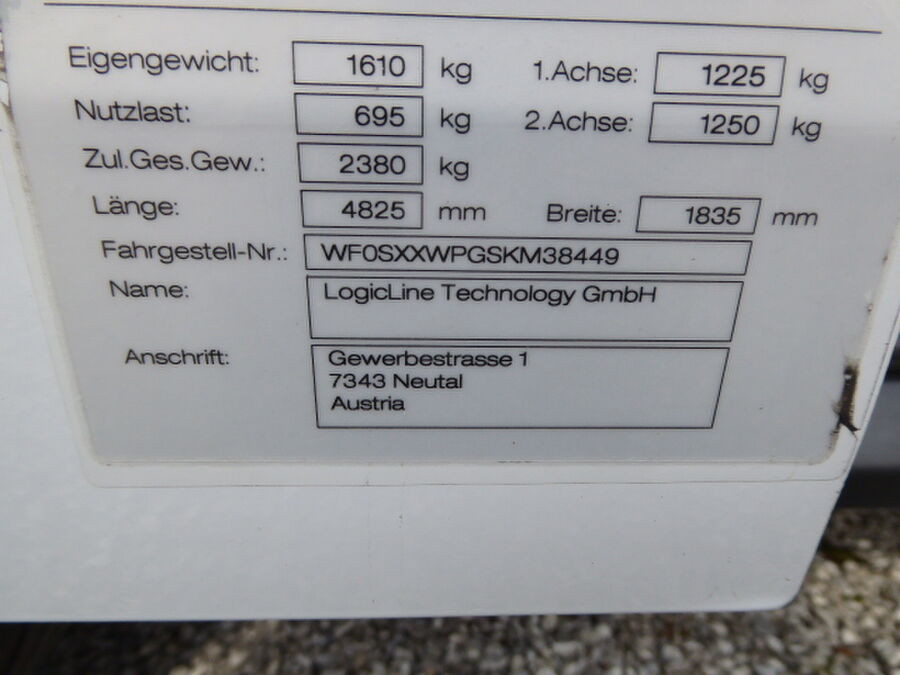 Eigengewicht: 1610 kg 1.Achse: 1225 kg
Nutzlast: 695 kg 2.Achse: 1250 kg
Zul.Ges.Gew.: 2380 kg
Länge: 4825 mm Breite: 1835 mm
Fahrgestell-Nr.: WF0SXXWPGSKM38449
Name: LogicLine Technology GmbH
Anschrift: Gewerbestrasse 1
7343 Neutal
Austria